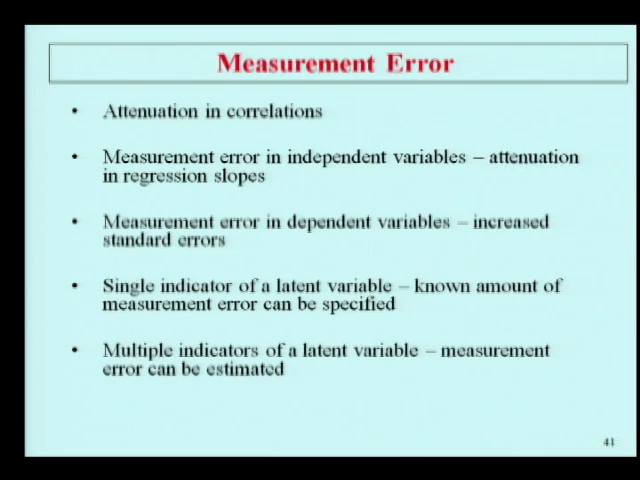 Measurement Error
• Attenuation in correlations
• Measurement error in independent variables – attenuation
in regression slopes
• Measurement error in dependent variables – increased
standard errors
• Single indicator of a latent variable – known amount of
measurement error can be specified
• Multiple indicators of a latent variable – measurement
error can be estimated
41